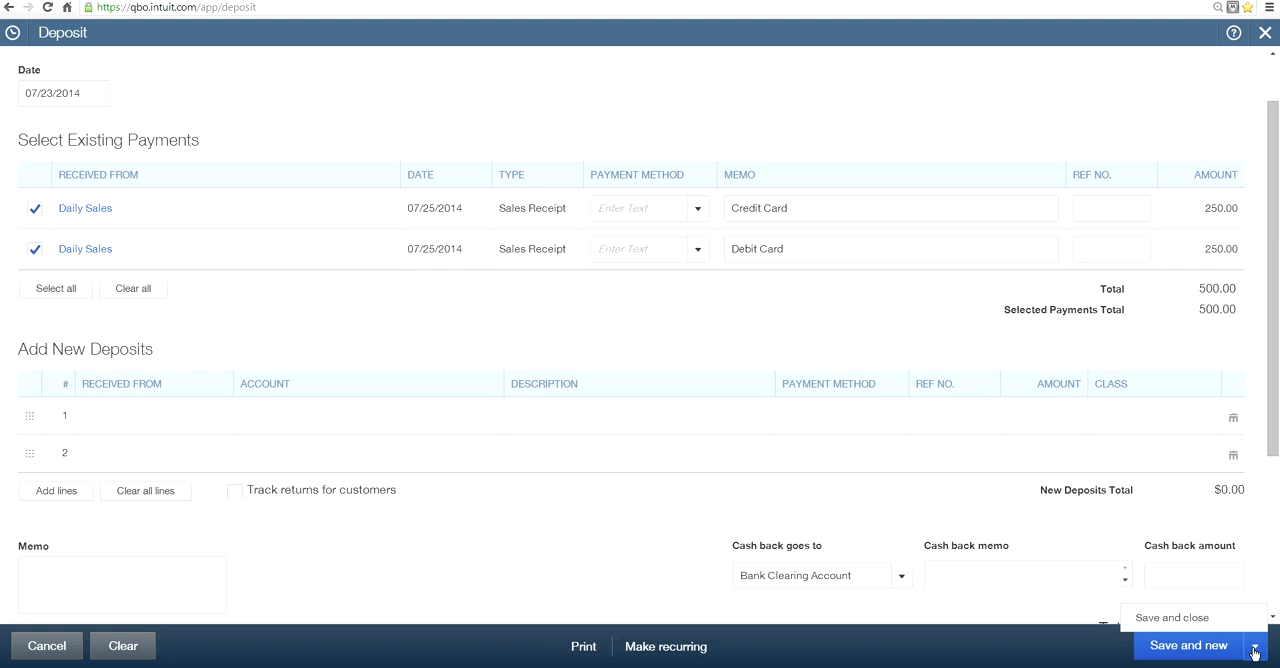 https://qbo.intuit.com/app/deposit
Deposit
Date
07/23/2014
Select Existing Payments
RECEIVED FROM DATE TYPE PAYMENT METHOD MEMO REF NO. AMOUNT
Daily Sales 07/25/2014 Sales Receipt Enter Text Credit Card 250.00
Daily Sales 07/25/2014 Sales Receipt Enter Text Debit Card 250.00
Select all Clear all Total 500.00
Selected Payments Total 500.00
Add New Deposits
# RECEIVED FROM ACCOUNT DESCRIPTION PAYMENT METHOD REF NO. AMOUNT CLASS
1
2
Add lines Clear all lines Track returns for customers New Deposits Total $0.00
Memo Cash back goes to Cash back memo Cash back amount
Bank Clearing Account
Save and close
Cancel Clear Print Make recurring Save and new